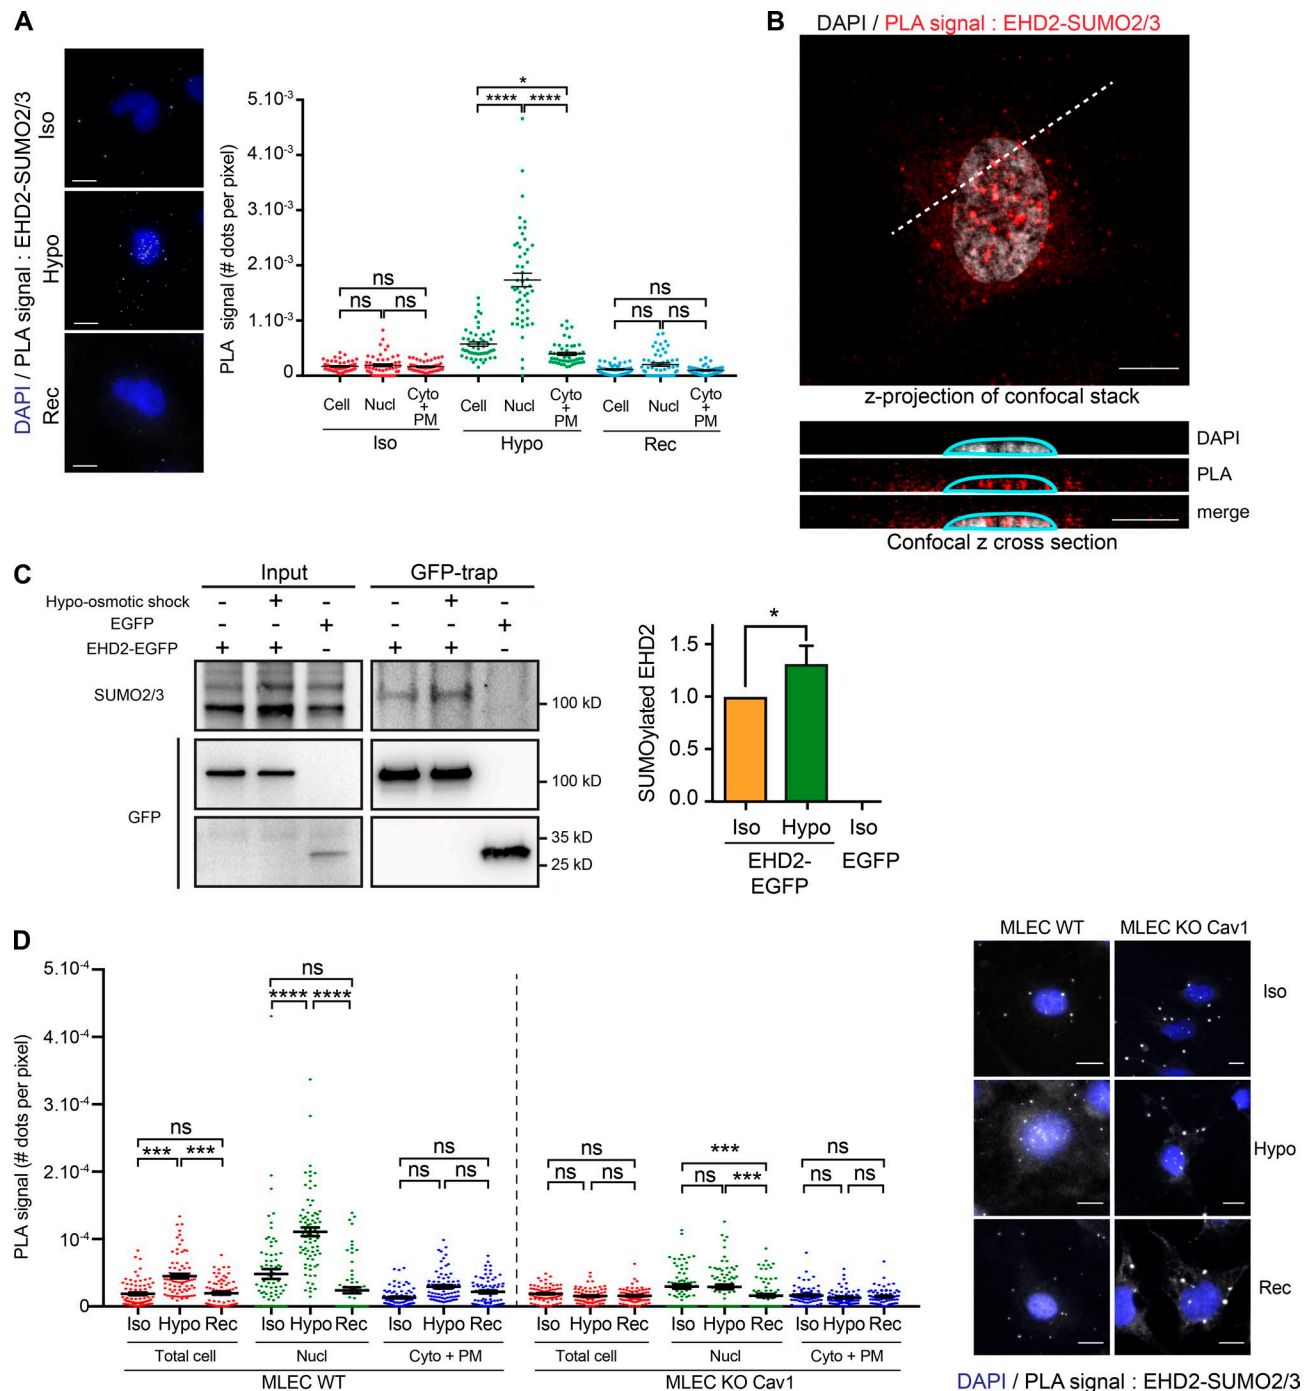 A
DAPI / PLA signal : EHD2-SUMO2/3
Iso
Hypo
Rec
PLA signal (# dots per pixel)
5.10⁻³
4.10⁻³
3.10⁻³
2.10⁻³
1.10⁻³
0
*
**** ****
ns
ns ns
ns
ns ns
Cell Nucl Cyto + PM Cell Nucl Cyto + PM Cell Nucl Cyto + PM
Iso Hypo Rec
B
DAPI / PLA signal : EHD2-SUMO2/3
z-projection of confocal stack
DAPI
PLA
merge
Confocal z cross section
C
Input GFP-trap
Hypo-osmotic shock - + - - + -
EGFP - - + - - +
EHD2-EGFP + + - + + -
SUMO2/3
100 kD
GFP
100 kD
35 kD
25 kD
SUMOylated EHD2
1.5
1.0
0.5
0.0
*
Iso Hypo Iso
EHD2-EGFP EGFP
D
PLA signal (# dots per pixel)
5.10⁻⁴
4.10⁻⁴
3.10⁻⁴
2.10⁻⁴
10⁻⁴
0
ns
*** ***
ns
**** ****
ns
ns ns
ns
ns ns
***
ns ***
ns
ns ns
Iso Hypo Rec Iso Hypo Rec Iso Hypo Rec Iso Hypo Rec Iso Hypo Rec Iso Hypo Rec
Total cell Nucl Cyto + PM Total cell Nucl Cyto + PM
MLEC WT MLEC KO Cav1
MLEC WT MLEC KO Cav1
Iso
Hypo
Rec
DAPI / PLA signal : EHD2-SUMO2/3